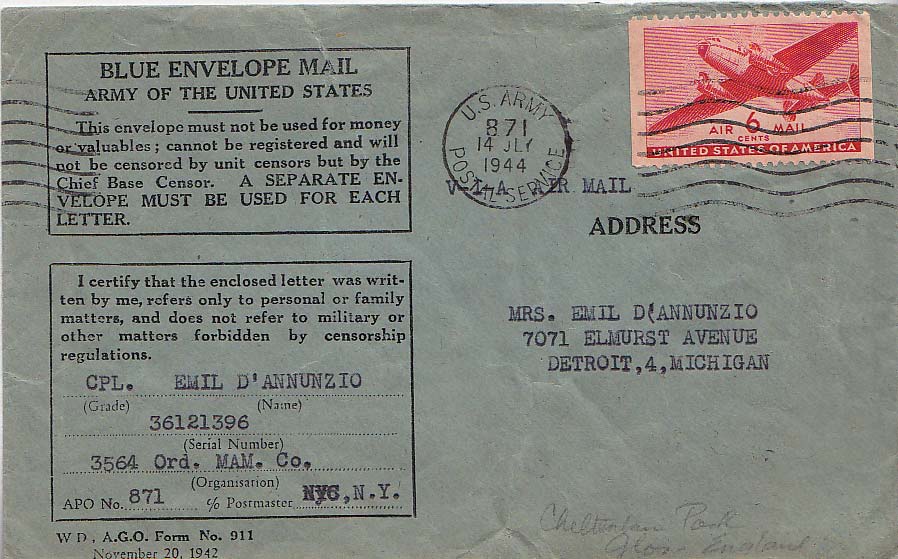 BLUE ENVELOPE MAIL
ARMY OF THE UNITED STATES
This envelope must not be used for money
or valuables; cannot be registered and will
not be censored by unit censors but by the
Chief Base Censor. A SEPARATE EN-
VELOPE MUST BE USED FOR EACH
LETTER.
I certify that the enclosed letter was writ-
ten by me, refers only to personal or family
matters, and does not refer to military or
other matters forbidden by censorship
regulations.
CPL. EMIL D'ANNUNZIO
(Grade) (Name)
36121396
(Serial Number)
3564 Ord. MAM. Co.
(Organisation)
APO No. 871 c/o Postmaster NYC, N.Y.
W D, A.G.O. Form No. 911
November 20, 1942
U.S. ARMY
871
14 JLY
1944
POSTAL SERVICE
AIR 6 MAIL
CENTS
UNITED STATES OF AMERICA
VIA AIR MAIL
ADDRESS
MRS. EMIL D(ANNUNZIO
7071 ELMURST AVENUE
DETROIT,4,MICHIGAN
Park
Glos England